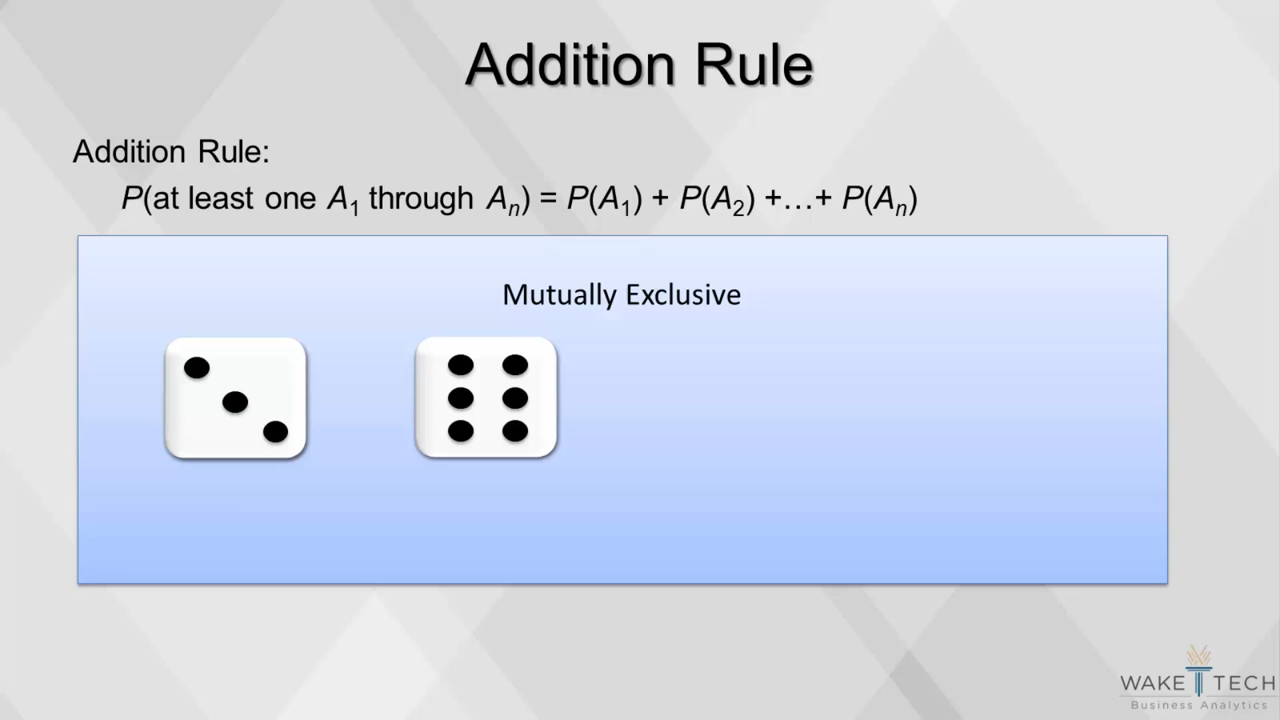 Addition Rule
Addition Rule:
P(at least one A₁ through Aₙ) = P(A₁) + P(A₂) +…+ P(Aₙ)
Mutually Exclusive
WAKE TECH
Business Analytics